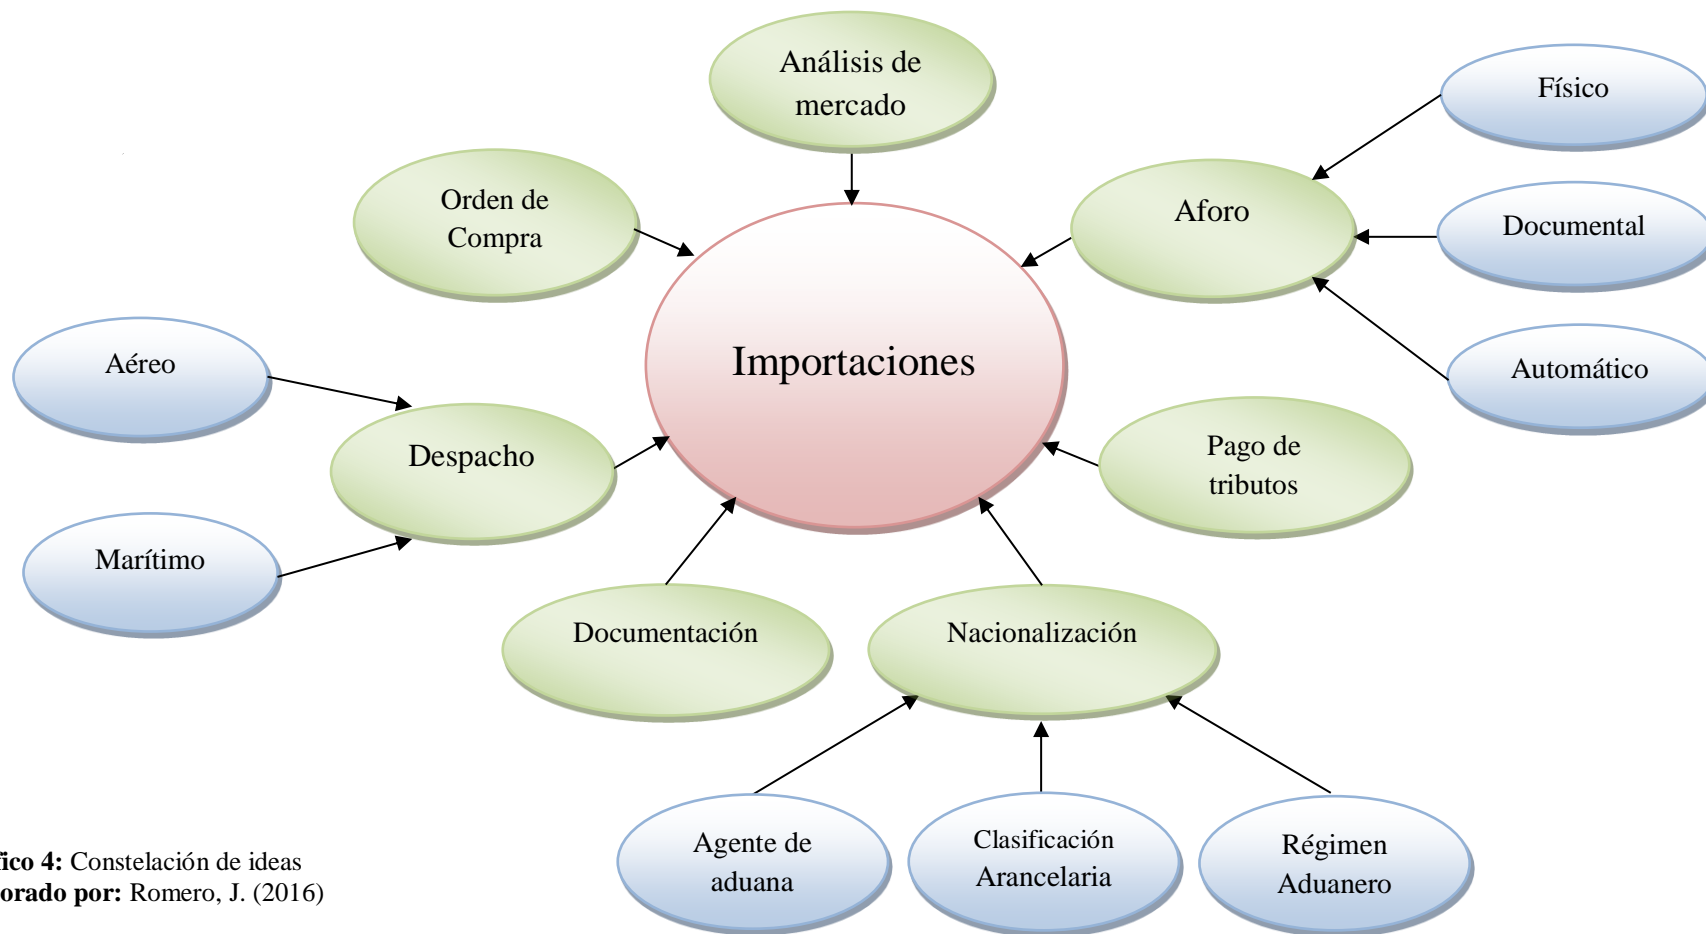 Análisis de
mercado
Físico
Orden de
Compra
Aforo
Documental
Importaciones
Aéreo
Automático
Despacho
Pago de
tributos
Marítimo
Documentación
Nacionalización
Agente de
aduana
Clasificación
Arancelaria
Régimen
Aduanero
fico 4: Constelación de ideas
orado por: Romero, J. (2016)